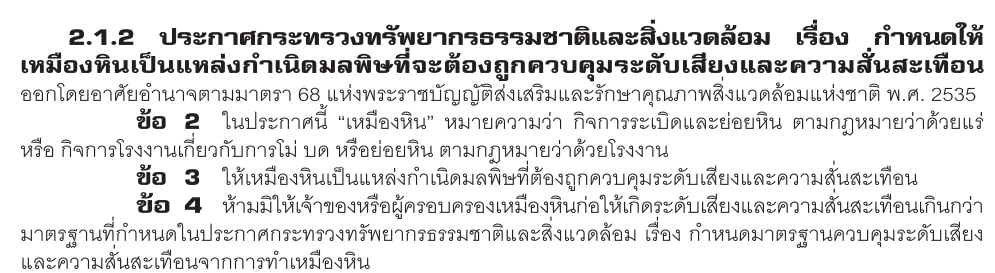 2.1.2 ประกาศกระทรวงทรัพยากรธรรมชาติและสิ่งแวดล้อม เรื่อง กำหนดให้
เหมืองหินเป็นแหล่งกำเนิดมลพิษที่จะต้องถูกควบคุมระดับเสียงและความสั่นสะเทือน
ออกโดยอาศัยอำนาจตามมาตรา 68 แห่งพระราชบัญญัติส่งเสริมและรักษาคุณภาพสิ่งแวดล้อมแห่งชาติ พ.ศ. 2535
ข้อ 2 ในประกาศนี้ “เหมืองหิน” หมายความว่า กิจการระเบิดและย่อยหิน ตามกฎหมายว่าด้วยแร่
หรือ กิจการโรงงานเกี่ยวกับการโม่ บด หรือย่อยหิน ตามกฎหมายว่าด้วยโรงงาน
ข้อ 3 ให้เหมืองหินเป็นแหล่งกำเนิดมลพิษที่ต้องถูกควบคุมระดับเสียงและความสั่นสะเทือน
ข้อ 4 ห้ามมิให้เจ้าของหรือผู้ครอบครองเหมืองหินก่อให้เกิดระดับเสียงและความสั่นสะเทือนเกินกว่า
มาตรฐานที่กำหนดในประกาศกระทรวงทรัพยากรธรรมชาติและสิ่งแวดล้อม เรื่อง กำหนดมาตรฐานควบคุมระดับเสียง
และความสั่นสะเทือนจากการทำเหมืองหิน